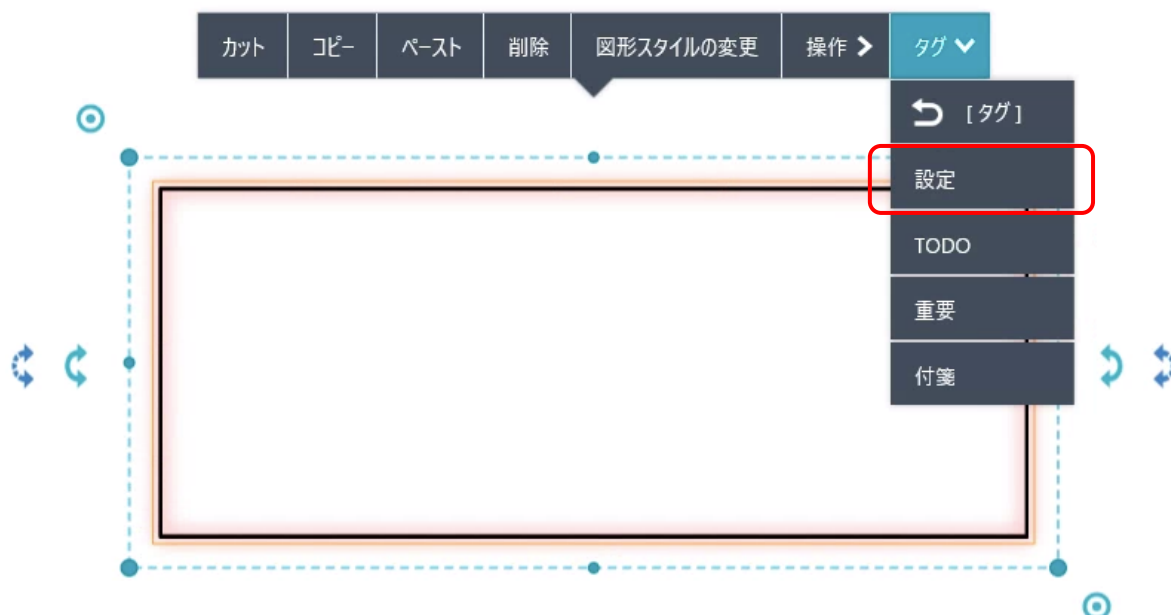 カット コピー ペースト 削除 図形スタイルの変更 操作 タグ
[タグ]
設定
TODO
重要
付箋